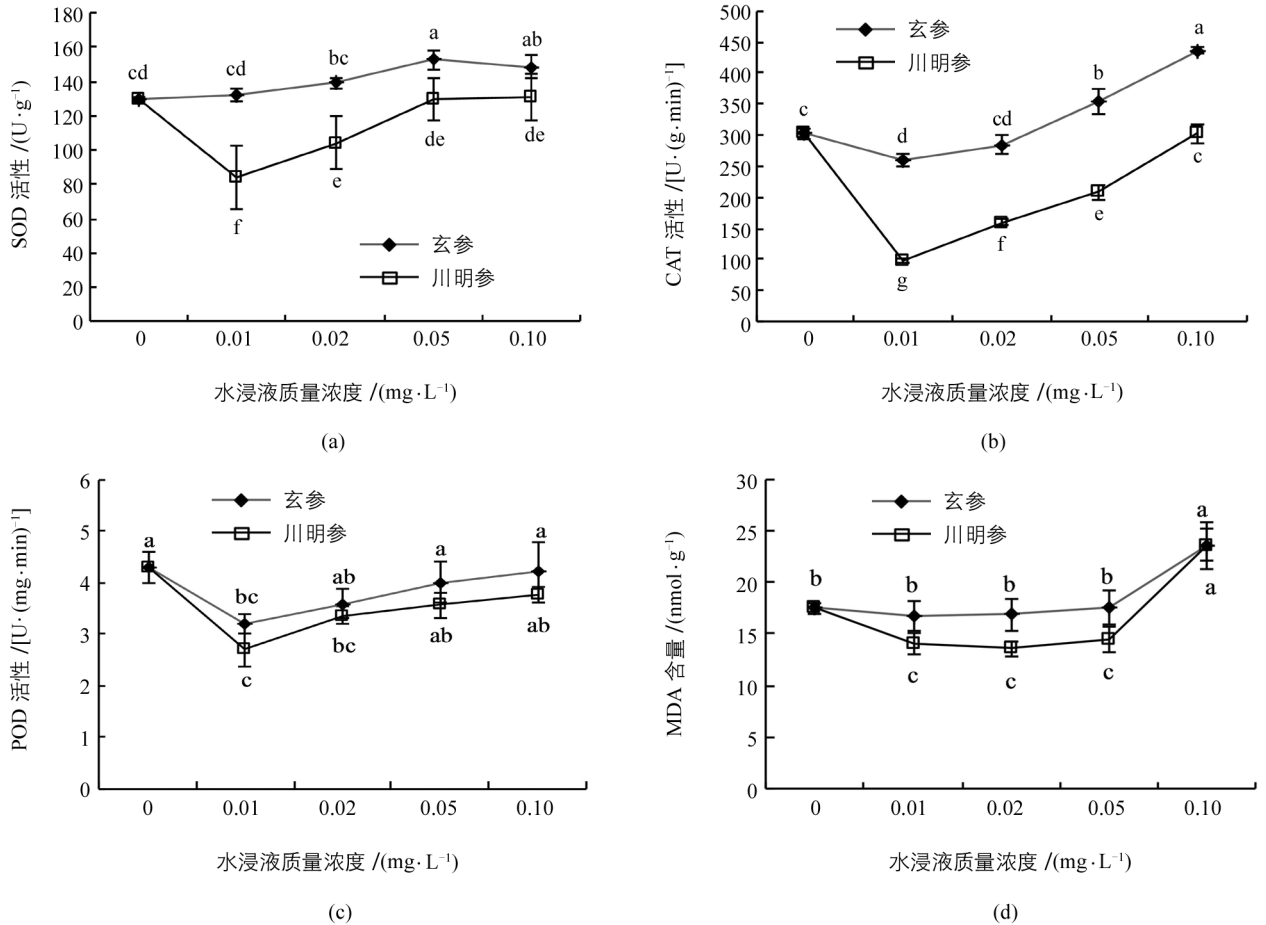 180
160
140
120
100
80
60
40
20
0
SOD 活性 /(U·g⁻¹)
cd
cd
bc
a
ab
f
e
de
de
玄参
川明参
0 0.01 0.02 0.05 0.10
水浸液质量浓度 /(mg·L⁻¹)
(a)
500
450
400
350
300
250
200
150
100
50
0
CAT 活性 /[U·(g·min)⁻¹]
玄参
川明参
c
d
cd
b
a
g
f
e
c
0 0.01 0.02 0.05 0.10
水浸液质量浓度 /(mg·L⁻¹)
(b)
6
5
4
3
2
1
0
POD 活性 /[U·(mg·min)⁻¹]
玄参
川明参
a
bc
ab
a
a
c
bc
ab
ab
0 0.01 0.02 0.05 0.10
水浸液质量浓度 /(mg·L⁻¹)
(c)
30
25
20
15
10
5
0
MDA 含量 /(nmol·g⁻¹)
玄参
川明参
b
b
b
b
a
c
c
c
a
0 0.01 0.02 0.05 0.10
水浸液质量浓度 /(mg·L⁻¹)
(d)